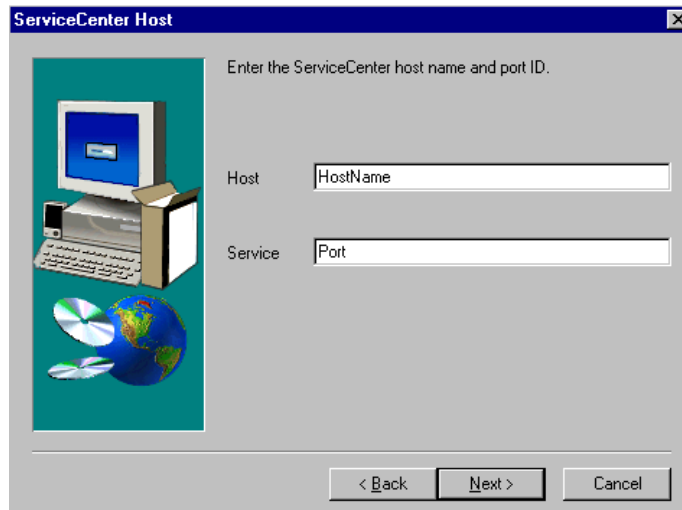 ServiceCenter Host
Enter the ServiceCenter host name and port ID.
Host HostName
Service Port
< Back Next > Cancel